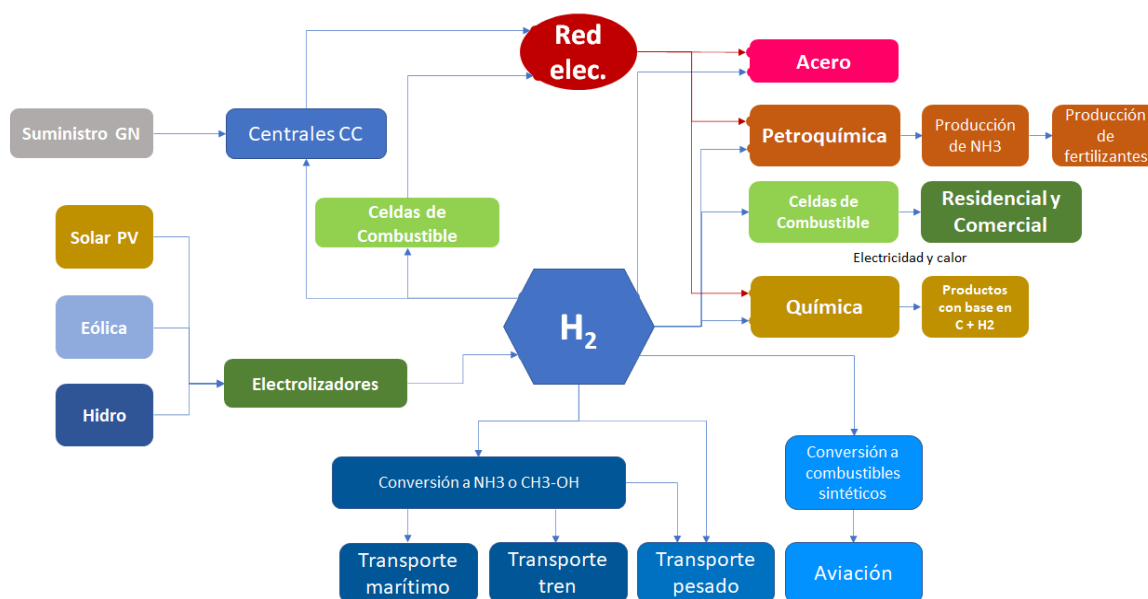 Red
elec.
Acero
Suministro GN
Centrales CC
Petroquímica
Producción
de NH3
Producción
de
fertilizantes
Solar PV
Celdas de
Combustible
Celdas de
Combustible
Residencial y
Comercial
Electricidad y calor
Eólica
H2
Química
Productos
con base en
C + H2
Electrolizadores
Hidro
Conversión a NH3 o CH3-OH
Conversión a
combustibles
sintéticos
Transporte
marítimo
Transporte
tren
Transporte
pesado
Aviación